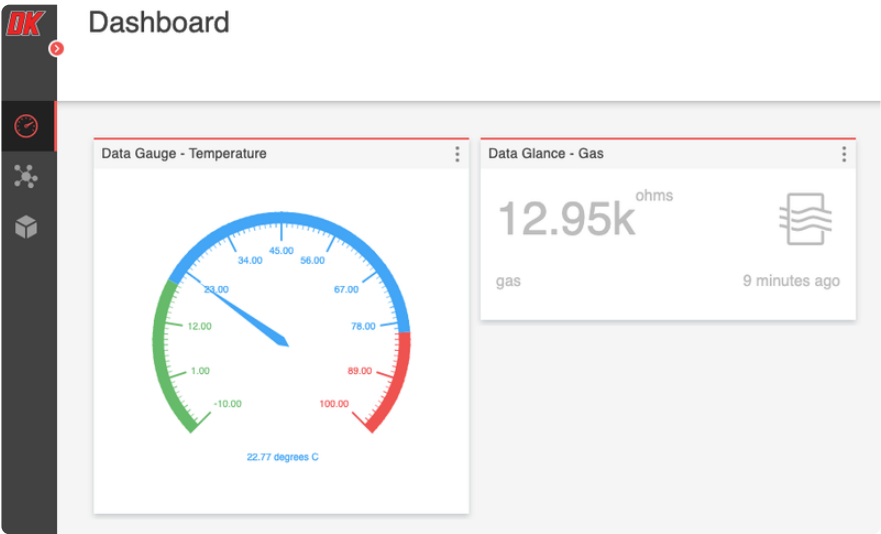 DK
Dashboard
Data Gauge - Temperature
45.00
34.00
56.00
23.00
67.00
12.00
78.00
1.00
89.00
-10.00
100.00
22.77 degrees C
Data Glance - Gas
12.95k ohms
gas
9 minutes ago